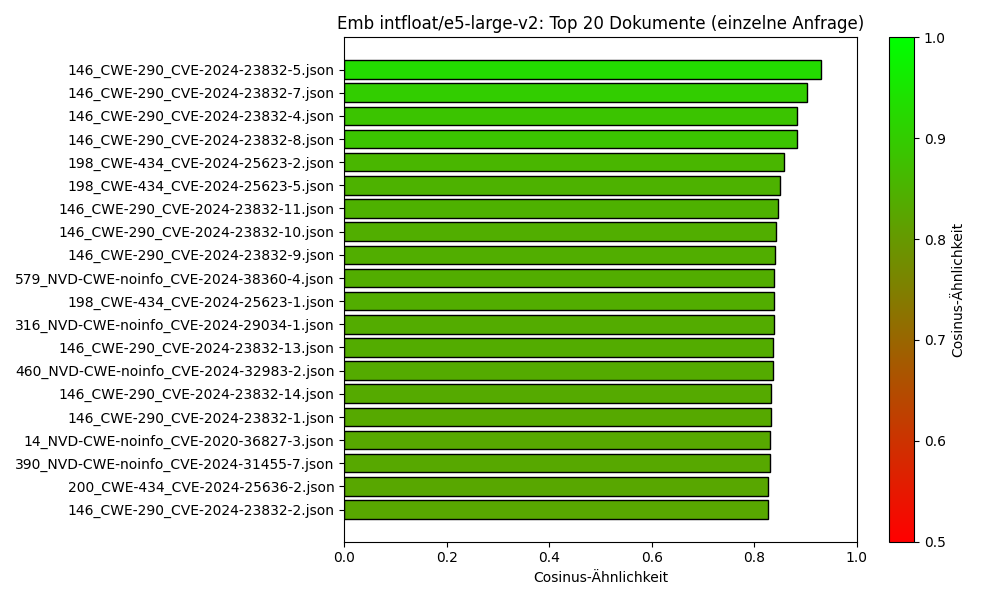 Emb intfloat/e5-large-v2: Top 20 Dokumente (einzelne Anfrage)
146_CWE-290_CVE-2024-23832-5.json
146_CWE-290_CVE-2024-23832-7.json
146_CWE-290_CVE-2024-23832-4.json
146_CWE-290_CVE-2024-23832-8.json
198_CWE-434_CVE-2024-25623-2.json
198_CWE-434_CVE-2024-25623-5.json
146_CWE-290_CVE-2024-23832-11.json
146_CWE-290_CVE-2024-23832-10.json
146_CWE-290_CVE-2024-23832-9.json
579_NVD-CWE-noinfo_CVE-2024-38360-4.json
198_CWE-434_CVE-2024-25623-1.json
316_NVD-CWE-noinfo_CVE-2024-29034-1.json
146_CWE-290_CVE-2024-23832-13.json
460_NVD-CWE-noinfo_CVE-2024-32983-2.json
146_CWE-290_CVE-2024-23832-14.json
146_CWE-290_CVE-2024-23832-1.json
14_NVD-CWE-noinfo_CVE-2020-36827-3.json
390_NVD-CWE-noinfo_CVE-2024-31455-7.json
200_CWE-434_CVE-2024-25636-2.json
146_CWE-290_CVE-2024-23832-2.json
0.0 0.2 0.4 0.6 0.8 1.0
Cosinus-Ähnlichkeit
1.0
0.9
0.8
0.7
0.6
0.5
Cosinus-Ähnlichkeit